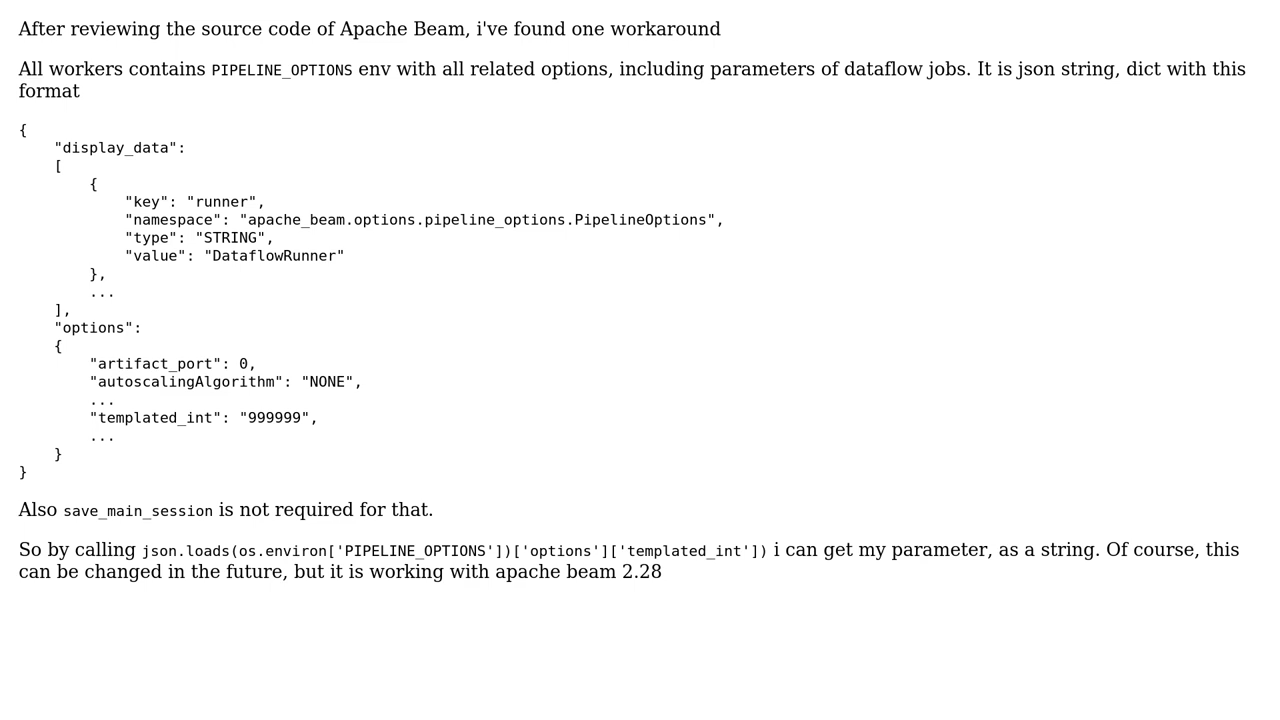 After reviewing the source code of Apache Beam, i've found one workaround
All workers contains PIPELINE_OPTIONS env with all related options, including parameters of dataflow jobs. It is json string, dict with this
format
{
    "display_data":
    [
        {
            "key": "runner",
            "namespace": "apache_beam.options.pipeline_options.PipelineOptions",
            "type": "STRING",
            "value": "DataflowRunner"
        },
        ...
    ],
    "options":
    {
        "artifact_port": 0,
        "autoscalingAlgorithm": "NONE",
        ...
        "templated_int": "999999",
        ...
    }
}
Also save_main_session is not required for that.
So by calling json.loads(os.environ['PIPELINE_OPTIONS'])['options']['templated_int']) i can get my parameter, as a string. Of course, this
can be changed in the future, but it is working with apache beam 2.28